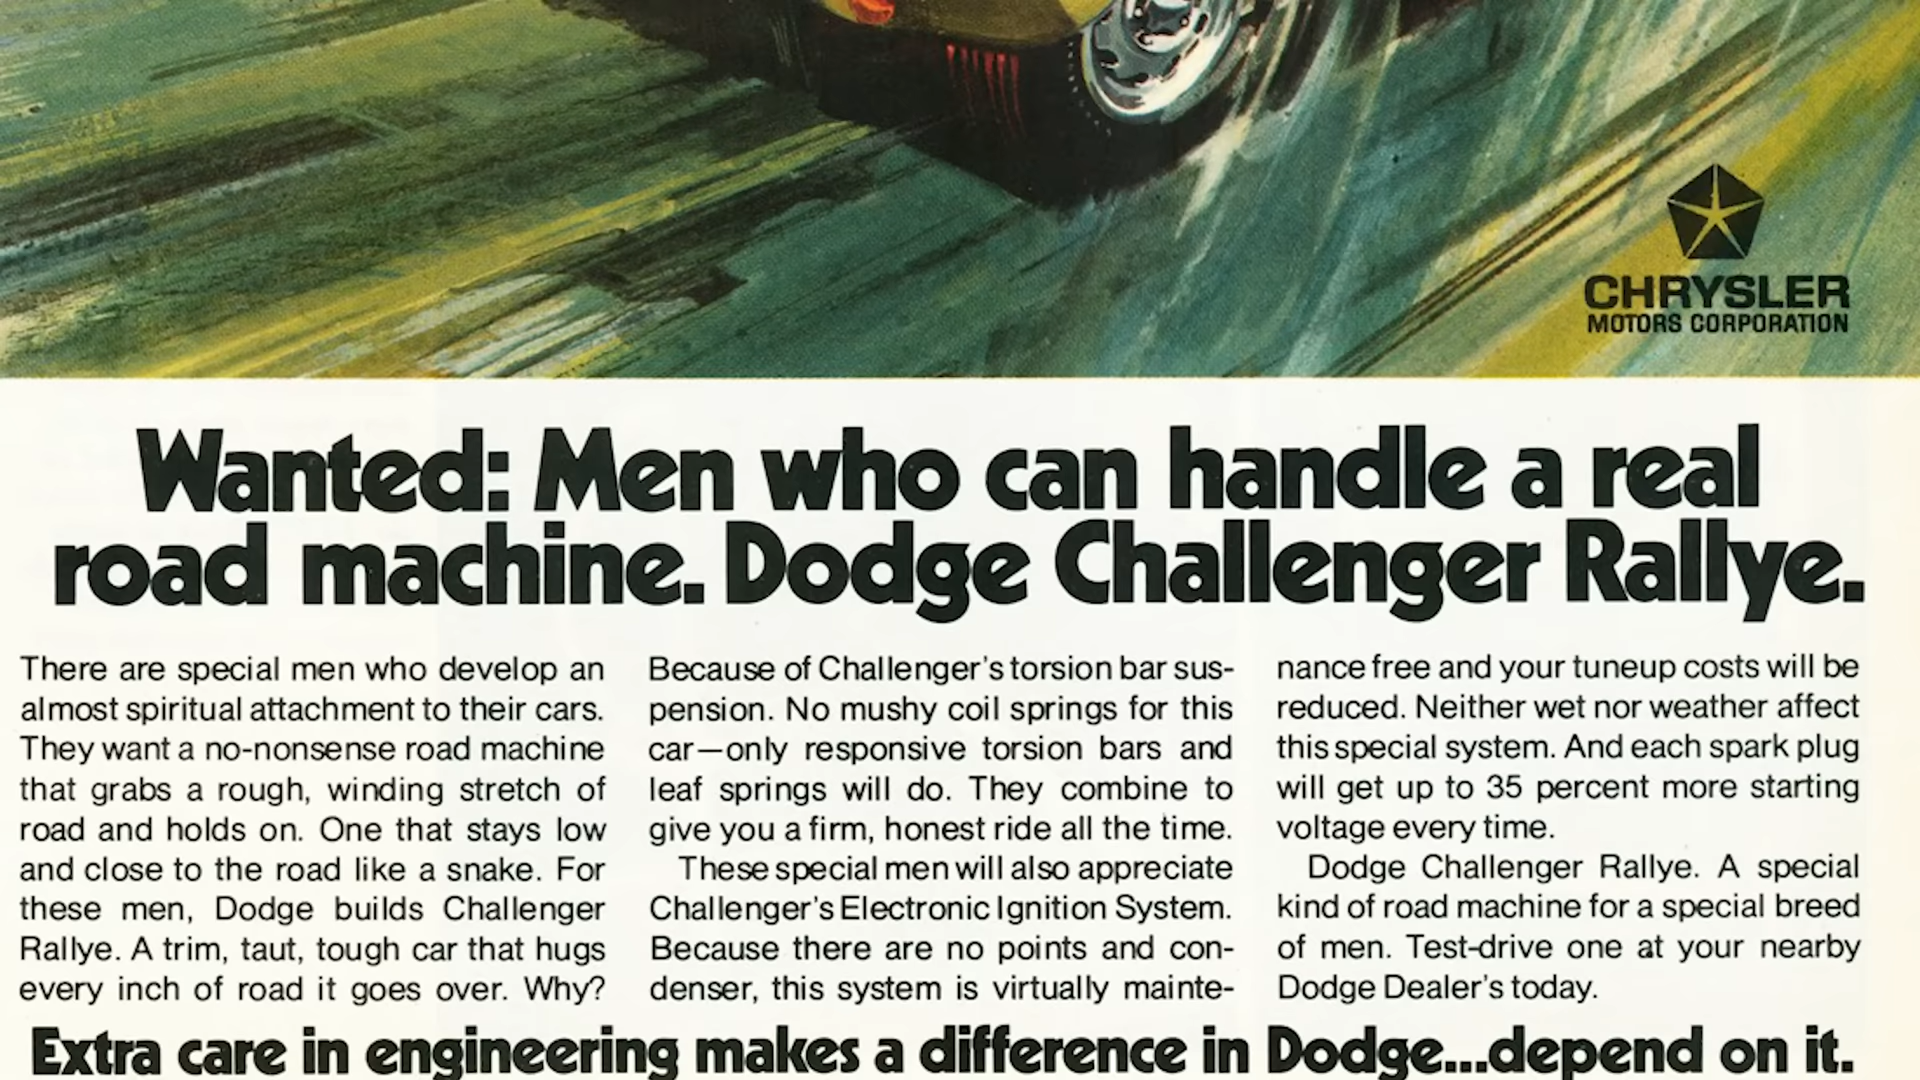 CHRYSLER
MOTORS CORPORATION
Wanted: Men who can handle a real
road machine. Dodge Challenger Rallye.
There are special men who develop an
almost spiritual attachment to their cars.
They want a no-nonsense road machine
that grabs a rough, winding stretch of
road and holds on. One that stays low
and close to the road like a snake. For
these men, Dodge builds Challenger
Rallye. A trim, taut, tough car that hugs
every inch of road it goes over. Why?
Because of Challenger's torsion bar sus-
pension. No mushy coil springs for this
car—only responsive torsion bars and
leaf springs will do. They combine to
give you a firm, honest ride all the time.
These special men will also appreciate
Challenger's Electronic Ignition System.
Because there are no points and con-
denser, this system is virtually mainte-
nance free and your tuneup costs will be
reduced. Neither wet nor weather affect
this special system. And each spark plug
will get up to 35 percent more starting
voltage every time.
Dodge Challenger Rallye. A special
kind of road machine for a special breed
of men. Test-drive one at your nearby
Dodge Dealer's today.
Extra care in engineering makes a difference in Dodge...depend on it.